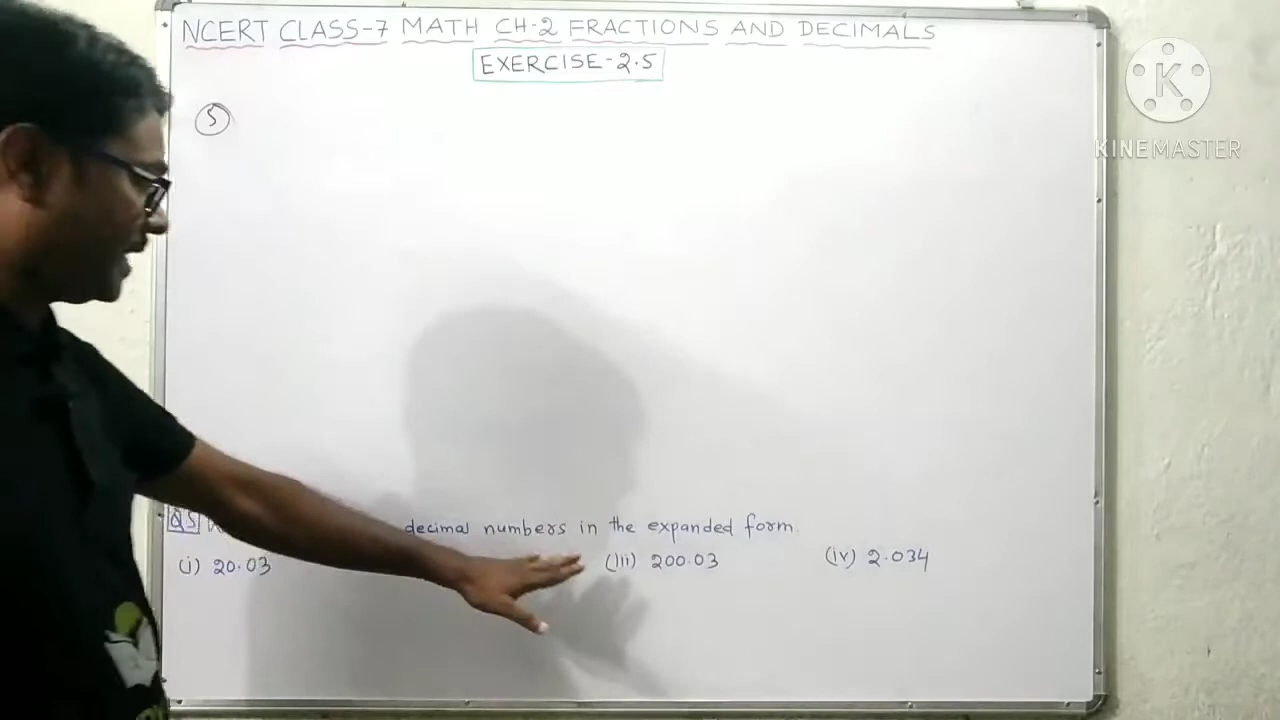 NCERT CLASS-7 MATH CH-2 FRACTIONS AND DECIMALS
EXERCISE-2.5
K
KINEMASTER
5
Q5 decimal numbers in the expanded form.
(i) 20.03 (iii) 200.03 (iv) 2.034